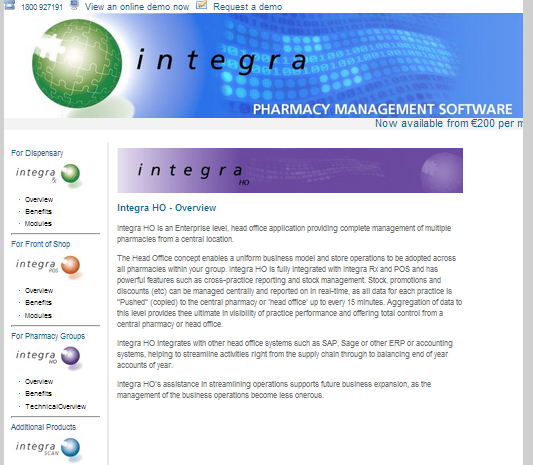 1800 927191 View an online demo now Request a demo
integra
PHARMACY MANAGEMENT SOFTWARE
Now available from €200 per m
For Dispensary
integra
Rx
· Overview
· Benefits
· Modules
For Front of Shop
integra
POS
· Overview
· Benefits
· Modules
For Pharmacy Groups
integra
HO
· Overview
· Benefits
· TechnicalOverview
Additional Products
integra
SCAN
integra
HO
Integra HO - Overview
Integra HO is an Enterprise level, head office application providing complete management of multiple
pharmacies from a central location.
The Head Office concept enables a uniform business model and store operations to be adopted across
all pharmacies within your group. Integra HO is fully integrated with Integra Rx and POS and has
powerful features such as cross-practice reporting and stock management. Stock, promotions and
discounts (etc) can be managed centrally and reported on in real-time, as all data for each practice is
"Pushed" (copied) to the central pharmacy or 'head office' up to every 15 minutes. Aggregation of data to
this level provides thee ultimate in visibility of practice performance and offering total control from a
central pharmacy or head office.
Integra HO integrates with other head office systems such as SAP, Sage or other ERP or accounting
systems, helping to streamline activities right from the supply chain through to balancing end of year
accounts of year.
Integra HO's assistance in streamlining operations supports future business expansion, as the
management of the business operations become less onerous.